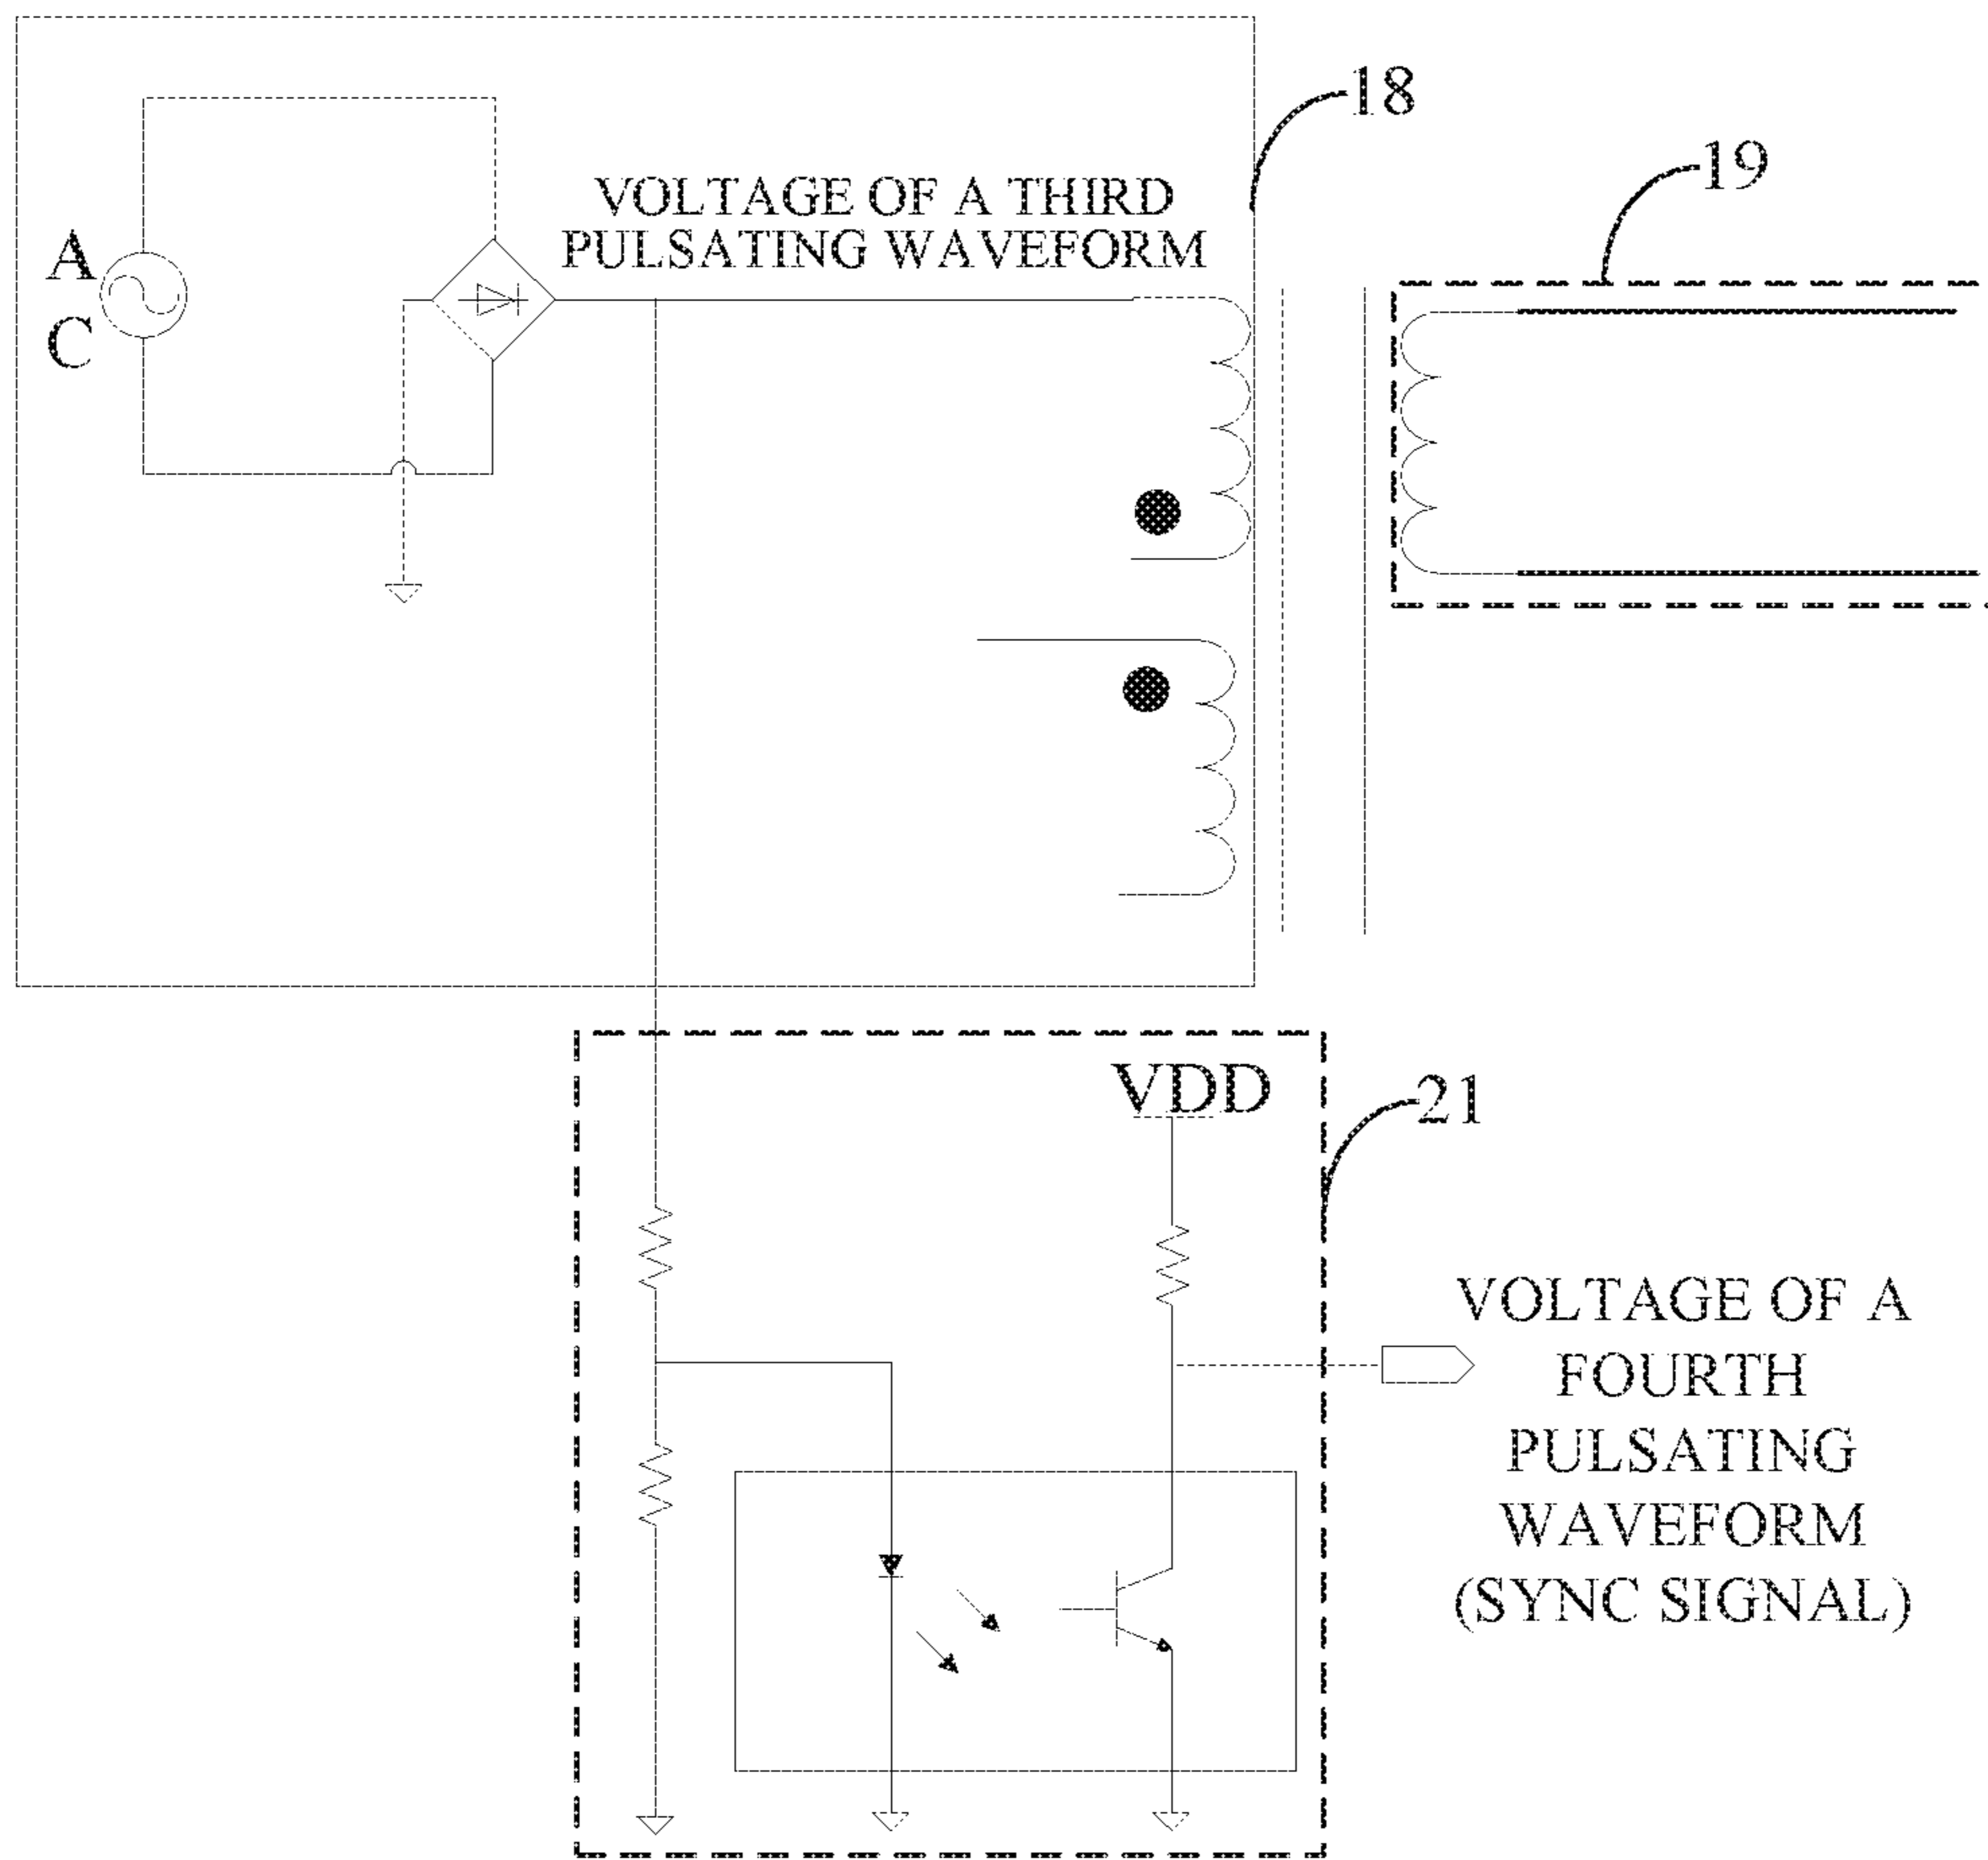 18
19
VOLTAGE OF A THIRD
PULSATING WAVEFORM
A
C
VDD
21
VOLTAGE OF A
FOURTH
PULSATING
WAVEFORM
(SYNC SIGNAL)